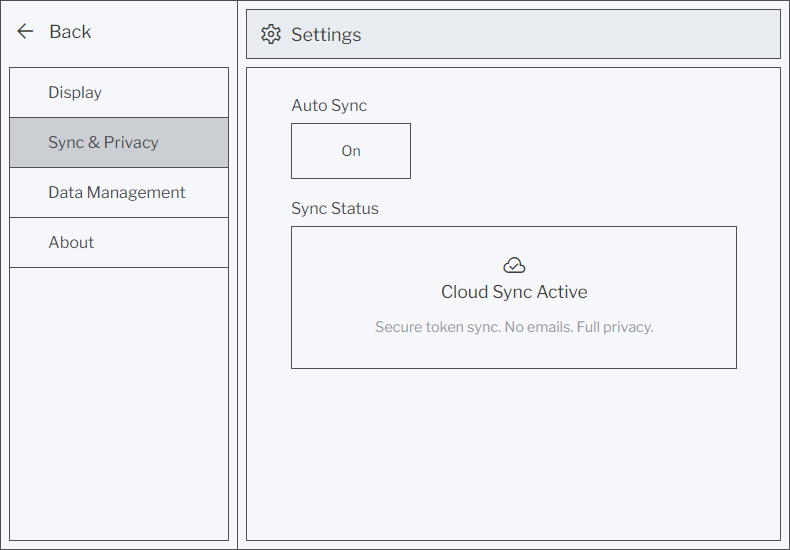 Back
Display
Sync & Privacy
Data Management
About
Settings
Auto Sync
On
Sync Status
Cloud Sync Active
Secure token sync. No emails. Full privacy.